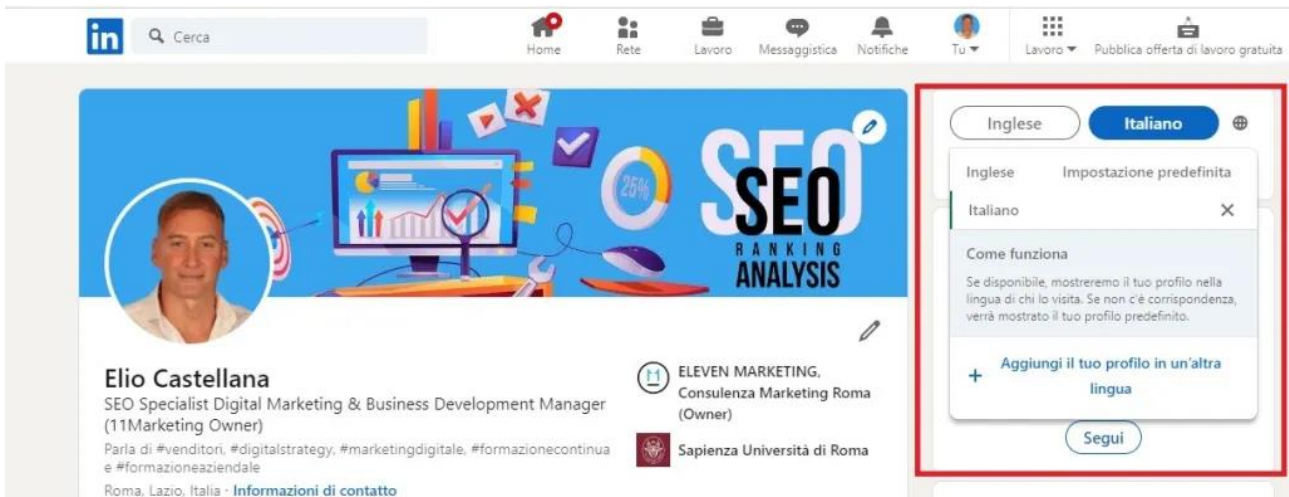 in
Cerca
Home
Rete
Lavoro
Messaggistica
Notifiche
Tu
Lavoro
Pubblica offerta di lavoro gratuita
25%
SEO
SEO
RANKING
ANALYSIS
Elio Castellana
SEO Specialist Digital Marketing & Business Development Manager
(11Marketing Owner)
Parla di #venditori, #digitalstrategy, #marketingdigitale, #formazionecontinua
e #formazioneaziendale
Roma, Lazio, Italia · Informazioni di contatto
ELEVEN MARKETING,
Consulenza Marketing Roma
(Owner)
Sapienza Università di Roma
Inglese
Italiano
Inglese Impostazione predefinita
Italiano
Come funziona
Se disponibile, mostreremo il tuo profilo nella
lingua di chi lo visita. Se non c'è corrispondenza,
verrà mostrato il tuo profilo predefinito.
+ Aggiungi il tuo profilo in un'altra
lingua
Segui